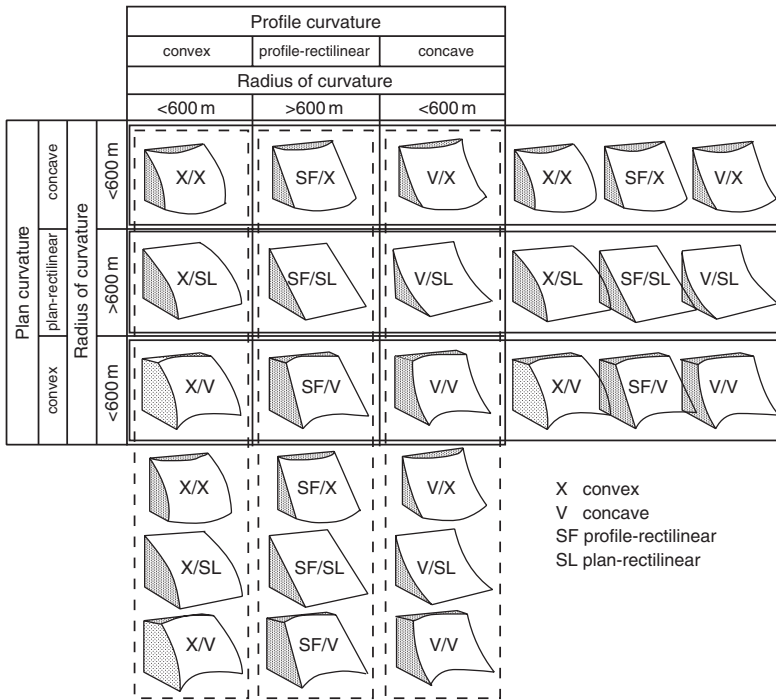 Profile curvature
convex profile-rectilinear concave
Radius of curvature
<600 m >600 m <600 m
Plan curvature
concave
plan-rectilinear
convex
Radius of curvature
<600 m
>600 m
<600 m
X/X SF/X V/X X/X SF/X V/X
X/SL SF/SL V/SL X/SL SF/SL V/SL
X/V SF/V V/V X/V SF/V V/V
X/X SF/X V/X
X/SL SF/SL V/SL
X/V SF/V V/V
X convex
V concave
SF profile-rectilinear
SL plan-rectilinear